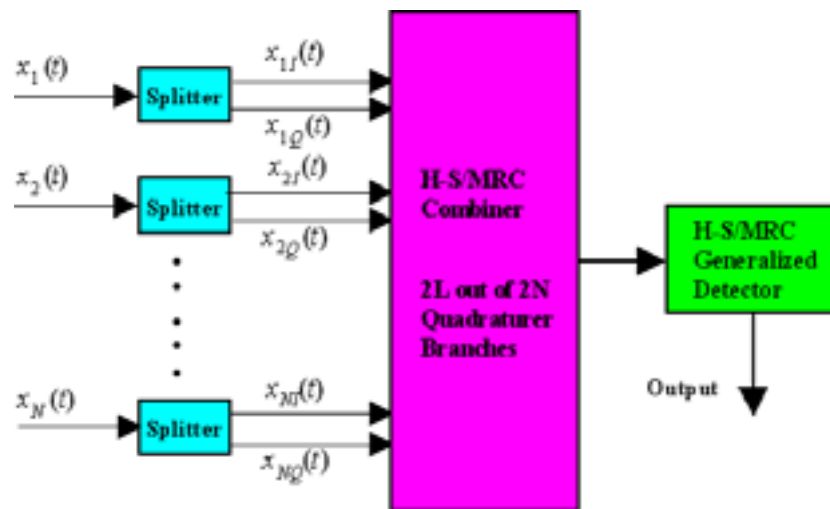 x₁(t)
Splitter
x₁I(t)
x₁Q(t)
x₂(t)
Splitter
x₂I(t)
x₂Q(t)
xN(t)
Splitter
xNI(t)
xNQ(t)
H-S/MRC
Combiner
2L out of 2N
Quadraturer
Branches
H-S/MRC
Generalized
Detector
Output